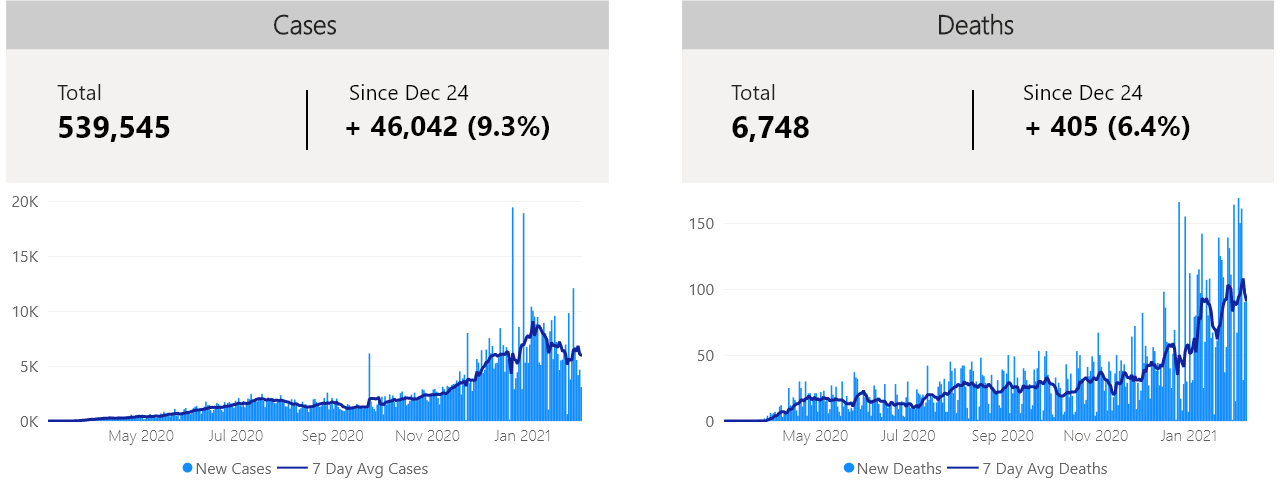 Cases
Total
539,545
Since Dec 24
+ 46,042 (9.3%)
20K
15K
10K
5K
0K
May 2020
Jul 2020
Sep 2020
Nov 2020
Jan 2021
New Cases
7 Day Avg Cases
Deaths
Total
6,748
Since Dec 24
+ 405 (6.4%)
150
100
50
0
May 2020
Jul 2020
Sep 2020
Nov 2020
Jan 2021
New Deaths
7 Day Avg Deaths